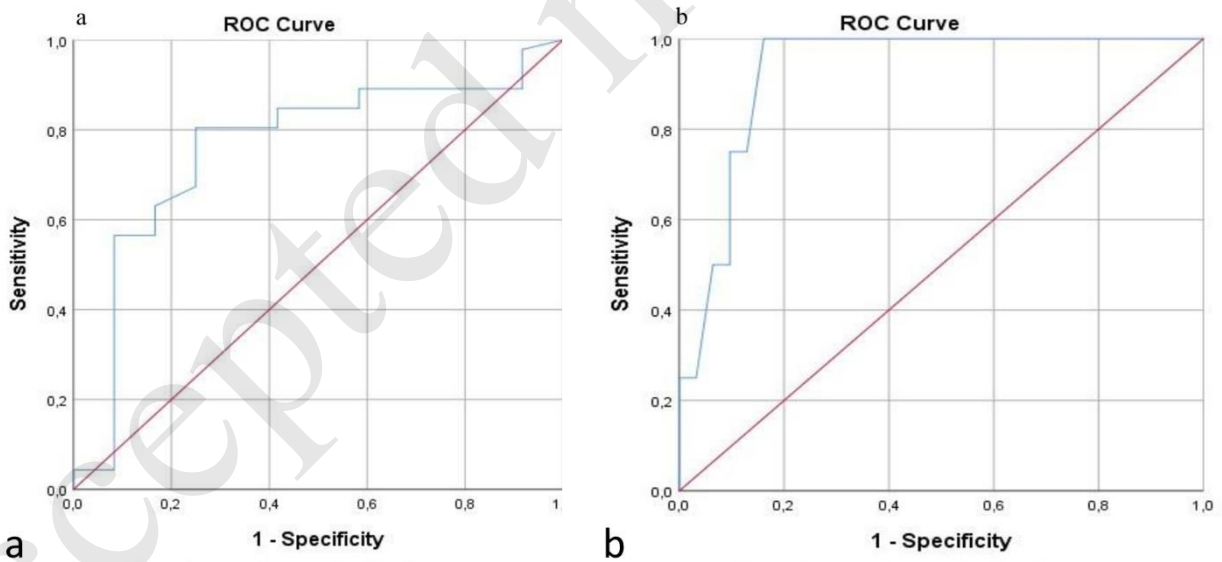 a
ROC Curve
1,0
0,8
0,6
0,4
0,2
0,0
Sensitivity
0,0 0,2 0,4 0,6 0,8 1
1 - Specificity
a
b
ROC Curve
1,0
0,8
0,6
0,4
0,2
0,0
Sensitivity
0,0 0,2 0,4 0,6 0,8 1,0
1 - Specificity
b
cepted